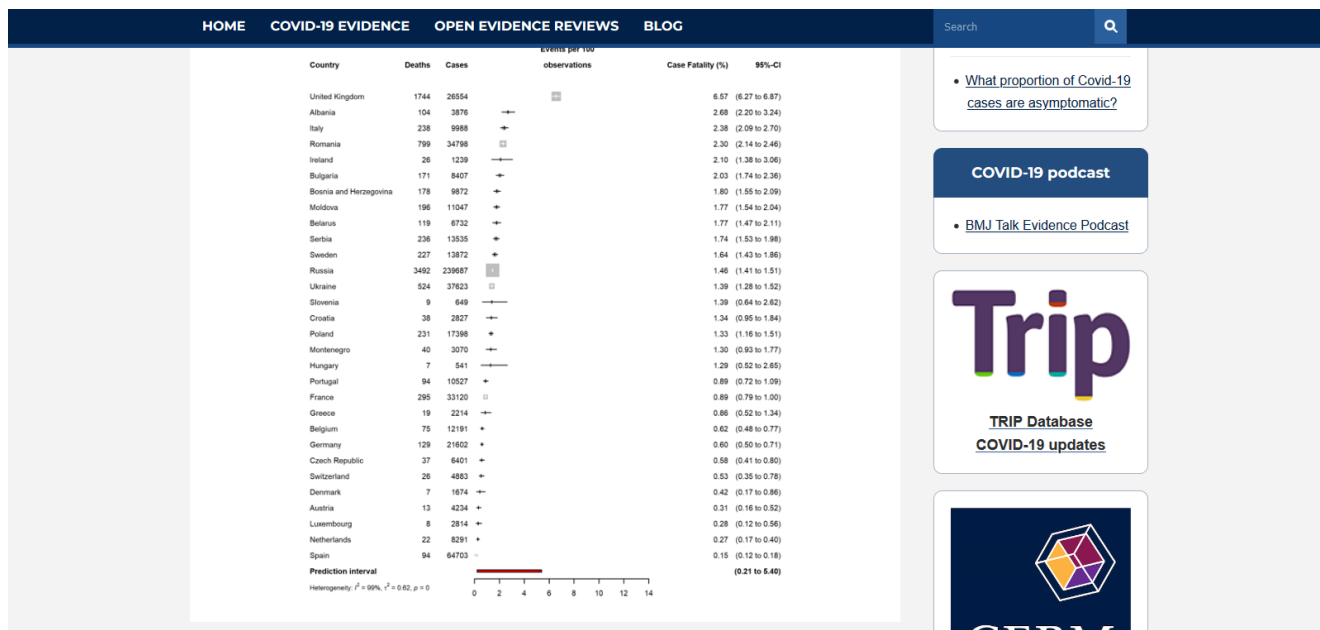 HOME COVID-19 EVIDENCE OPEN EVIDENCE REVIEWS BLOG Search
Events per 100
Country Deaths Cases observations Case Fatality (%) 95%-CI
United Kingdom 1744 26554 6.57 (6.27 to 6.87)
Albania 104 3876 2.68 (2.20 to 3.24)
Italy 238 9988 2.38 (2.09 to 2.70)
Romania 799 34798 2.30 (2.14 to 2.46)
Ireland 26 1239 2.10 (1.38 to 3.06)
Bulgaria 171 8407 2.03 (1.74 to 2.36)
Bosnia and Herzegovina 178 9872 1.80 (1.55 to 2.09)
Moldova 196 11047 1.77 (1.54 to 2.04)
Belarus 119 6732 1.77 (1.47 to 2.11)
Serbia 236 13535 1.74 (1.53 to 1.98)
Sweden 227 13872 1.64 (1.43 to 1.86)
Russia 3492 239687 1.46 (1.41 to 1.51)
Ukraine 524 37623 1.39 (1.28 to 1.52)
Slovenia 9 649 1.39 (0.64 to 2.62)
Croatia 38 2827 1.34 (0.95 to 1.84)
Poland 231 17398 1.33 (1.16 to 1.51)
Montenegro 40 3070 1.30 (0.93 to 1.77)
Hungary 7 541 1.29 (0.52 to 2.65)
Portugal 94 10527 0.89 (0.72 to 1.09)
France 295 33120 0.89 (0.79 to 1.00)
Greece 19 2214 0.86 (0.52 to 1.34)
Belgium 75 12191 0.62 (0.48 to 0.77)
Germany 129 21602 0.60 (0.50 to 0.71)
Czech Republic 37 6401 0.58 (0.41 to 0.80)
Switzerland 26 4883 0.53 (0.35 to 0.78)
Denmark 7 1674 0.42 (0.17 to 0.86)
Austria 13 4234 0.31 (0.16 to 0.52)
Luxembourg 8 2814 0.28 (0.12 to 0.56)
Netherlands 22 8291 0.27 (0.17 to 0.40)
Spain 94 64703 0.15 (0.12 to 0.18)
Prediction interval (0.21 to 5.40)
Heterogeneity: I² = 99%, τ² = 0.62, p = 0
0 2 4 6 8 10 12 14
What proportion of Covid-19
cases are asymptomatic?
COVID-19 podcast
BMJ Talk Evidence Podcast
Trip
TRIP Database
COVID-19 updates
CEBM